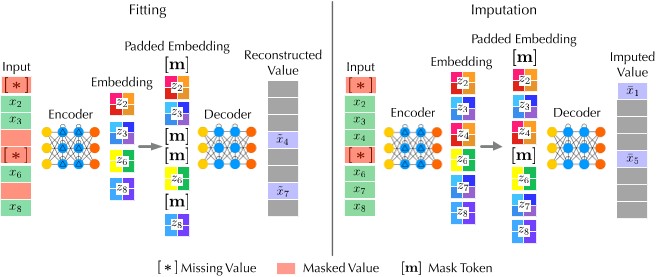 Fitting
Input
[*]
x₂
x₃
[*]
x₆
x₈
Encoder
Embedding
z₂
z₃
z₆
z₈
Padded Embedding
[m]
z₂
z₃
[m]
[m]
z₆
[m]
z₈
Decoder
Reconstructed
Value
x̃₄
x̃₇
Imputation
Input
[*]
x₂
x₃
x₄
[*]
x₆
x₇
x₈
Encoder
Embedding
z₂
z₃
z₄
z₆
z₇
z₈
Padded Embedding
[m]
z₂
z₃
z₄
[m]
z₆
z₇
z₈
Decoder
Imputed
Value
x̃₁
x̃₅
[*] Missing Value
Masked Value
[m] Mask Token